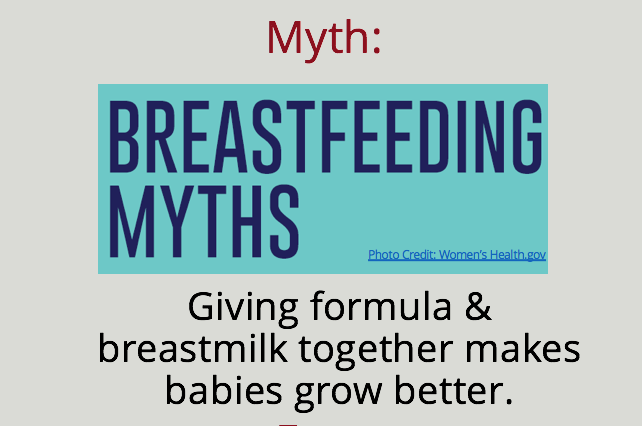 Myth:
BREASTFEEDING
MYTHS
Photo Credit: Women's Health.gov
Giving formula &
breastmilk together makes
babies grow better.